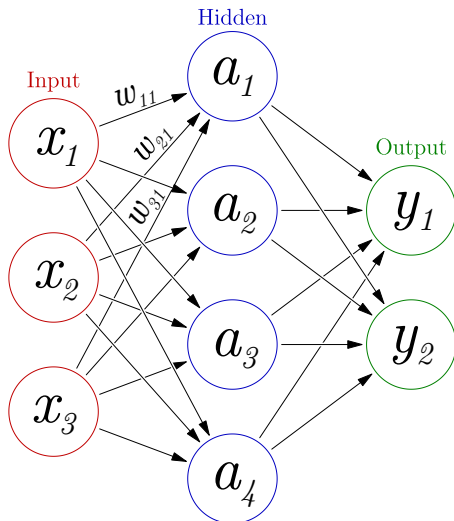 Hidden
Input
Output
x₁
x₂
x₃
w₁₁
w₂₁
w₃₁
a₁
a₂
a₃
a₄
y₁
y₂